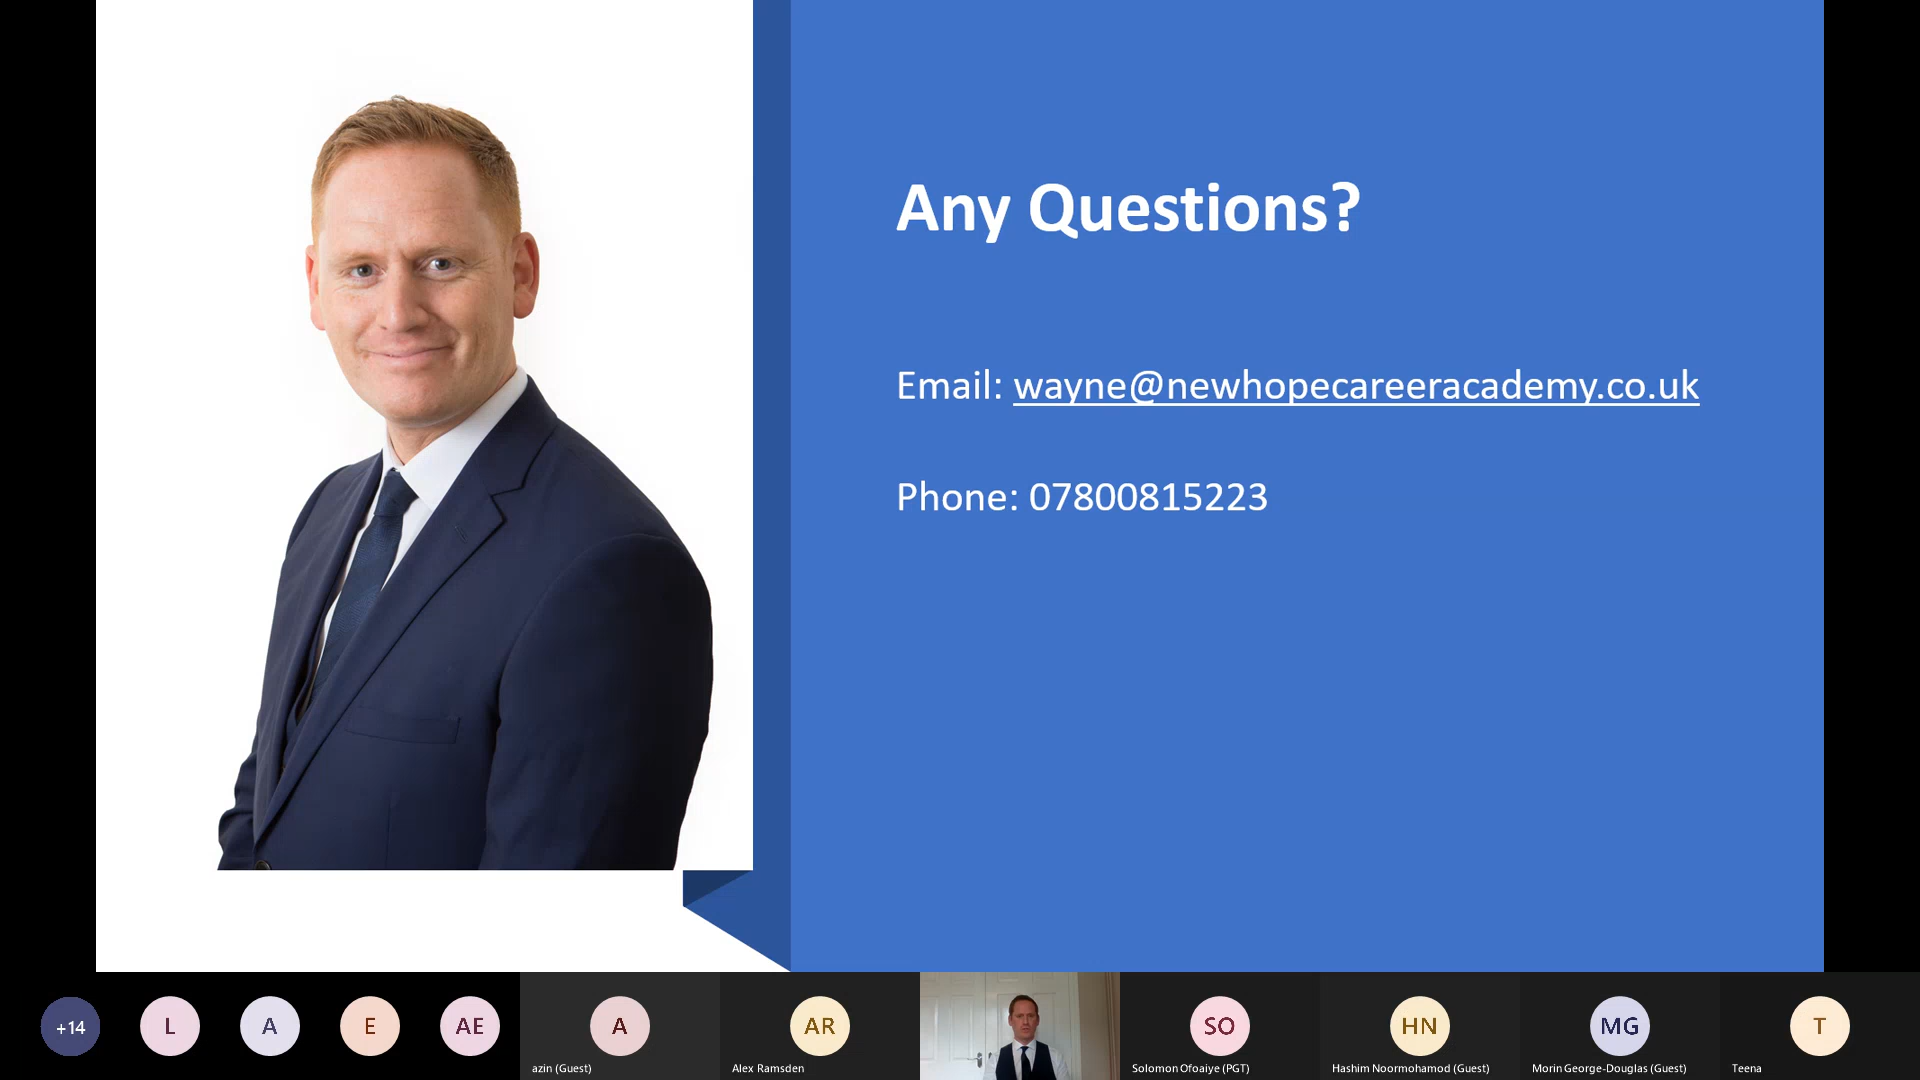 Any Questions?
Email: wayne@newhopecareeracademy.co.uk
Phone: 07800815223
+14
L
A
E
AE
A
AR
SO
HN
MG
T
azin (Guest)
Alex Ramsden
Solomon Ofoaiye (PGT)
Hashim Noormohamod (Guest)
Morin George-Douglas (Guest)
Teena